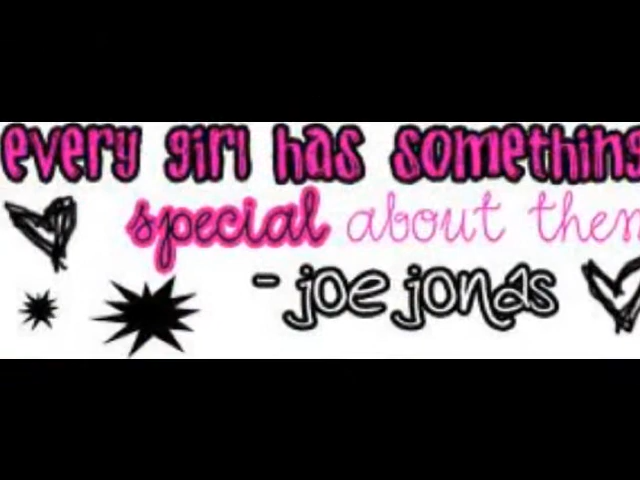 every girl has something
special about them
- joe jonas